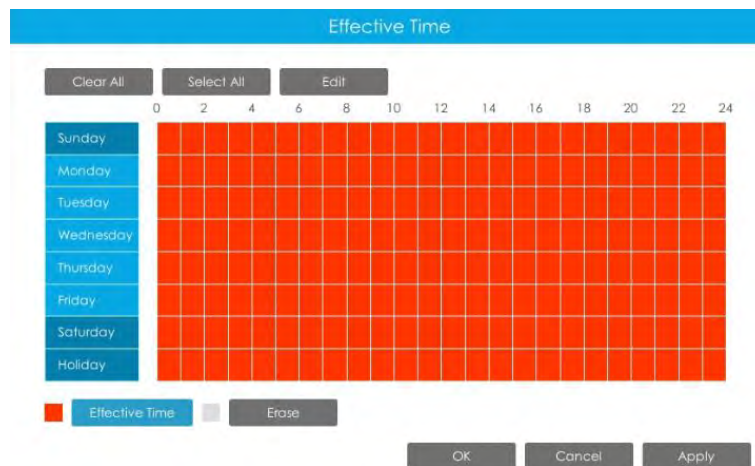 Effective Time
Clear All Select All Edit
0 2 4 6 8 10 12 14 16 18 20 22 24
Sunday
Monday
Tuesday
Wednesday
Thursday
Friday
Saturday
Holiday
Effective Time Erase
OK Cancel Apply